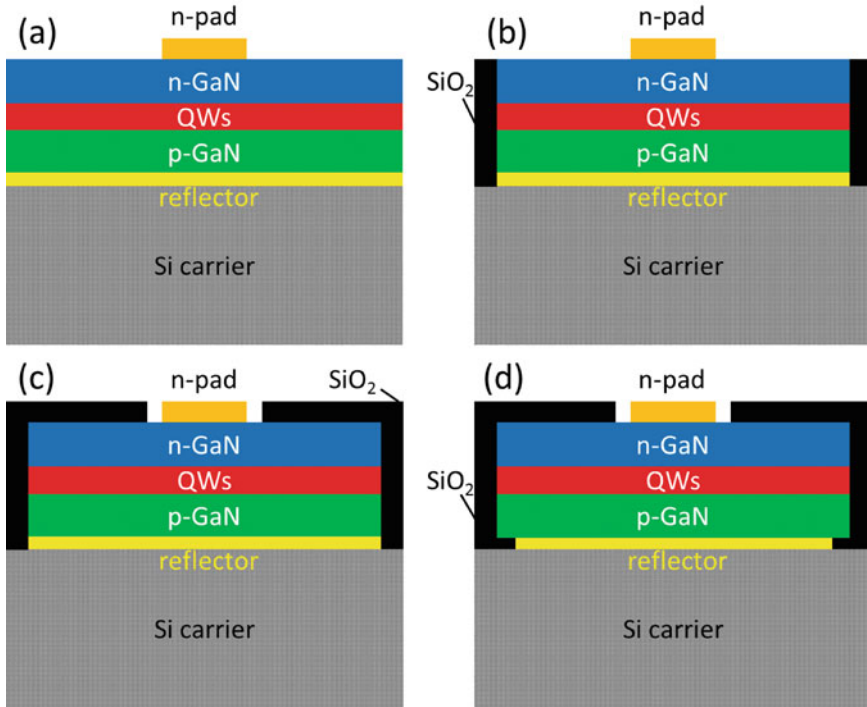 (a)
n-pad
n-GaN
QWs
p-GaN
reflector
Si carrier
(b)
n-pad
SiO₂
n-GaN
QWs
p-GaN
reflector
Si carrier
(c)
n-pad
SiO₂
n-GaN
QWs
p-GaN
reflector
Si carrier
(d)
n-pad
n-GaN
SiO₂
QWs
p-GaN
reflector
Si carrier